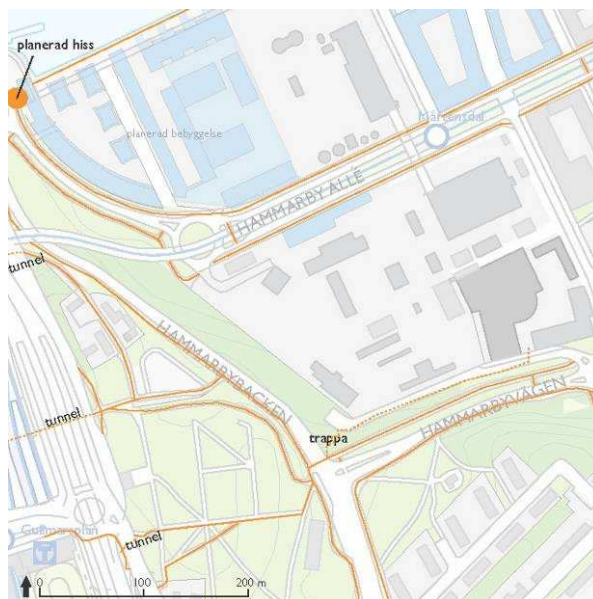 planerad hiss
planerad bebyggelse
Mårtensdal
HAMMARBY ALLÉ
tunnel
HAMMARBYBACKEN
tunnel
trappa
HAMMARBYVÄGEN
Gullmarsplan
T
tunnel
0 100 200 m